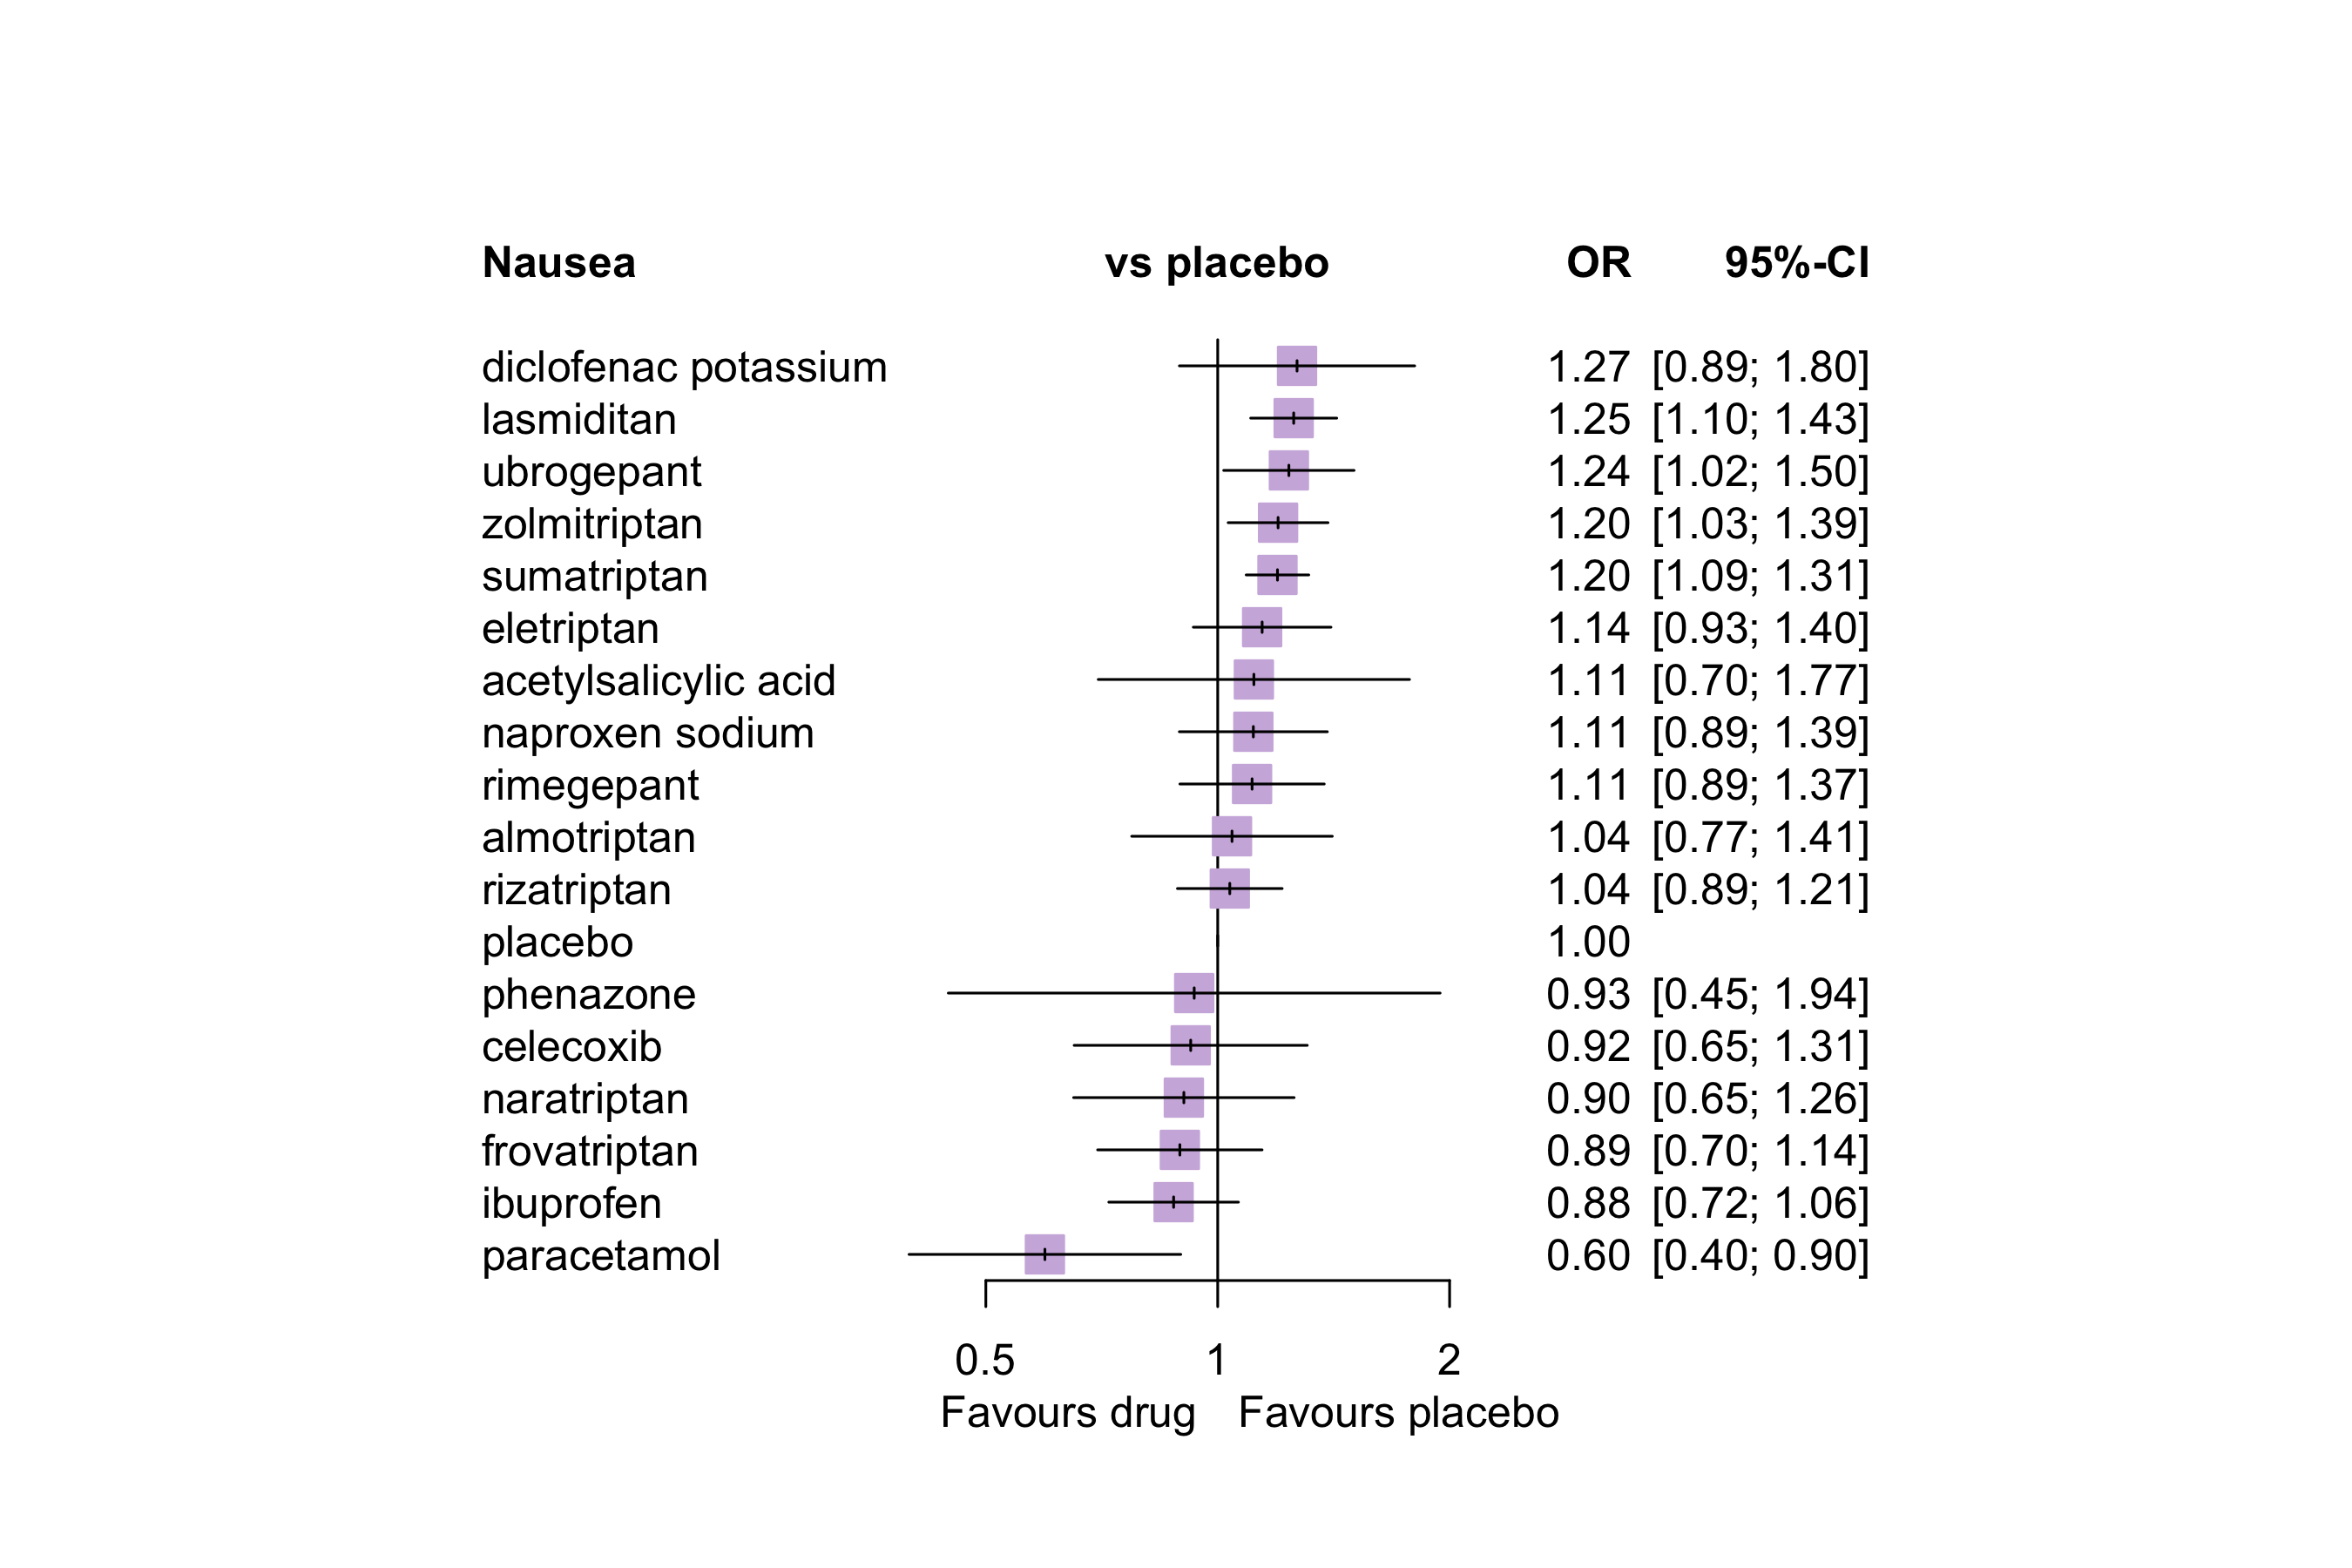 Nausea vs placebo OR 95%-CI
diclofenac potassium 1.27 [0.89; 1.80]
lasmiditan 1.25 [1.10; 1.43]
ubrogepant 1.24 [1.02; 1.50]
zolmitriptan 1.20 [1.03; 1.39]
sumatriptan 1.20 [1.09; 1.31]
eletriptan 1.14 [0.93; 1.40]
acetylsalicylic acid 1.11 [0.70; 1.77]
naproxen sodium 1.11 [0.89; 1.39]
rimegepant 1.11 [0.89; 1.37]
almotriptan 1.04 [0.77; 1.41]
rizatriptan 1.04 [0.89; 1.21]
placebo 1.00
phenazone 0.93 [0.45; 1.94]
celecoxib 0.92 [0.65; 1.31]
naratriptan 0.90 [0.65; 1.26]
frovatriptan 0.89 [0.70; 1.14]
ibuprofen 0.88 [0.72; 1.06]
paracetamol 0.60 [0.40; 0.90]
0.5 1 2
Favours drug Favours placebo